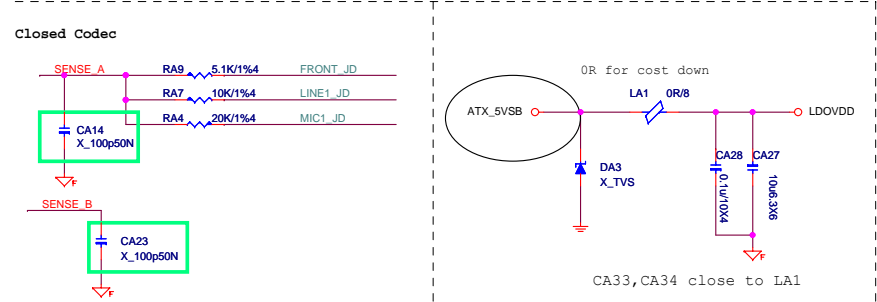 Closed Codec
SENSE_A
RA9 5.1K/1%4 FRONT_JD
RA7 10K/1%4 LINE1_JD
RA4 20K/1%4 MIC1_JD
CA14
X_100p50N
F
SENSE_B
CA23
X_100p50N
F
0R for cost down
LA1 0R/8
ATX_5VSB
LDOVDD
DA3
X_TVS
CA28
0.1u/10X4
CA27
10u6.3X6
F
CA33,CA34 close to LA1